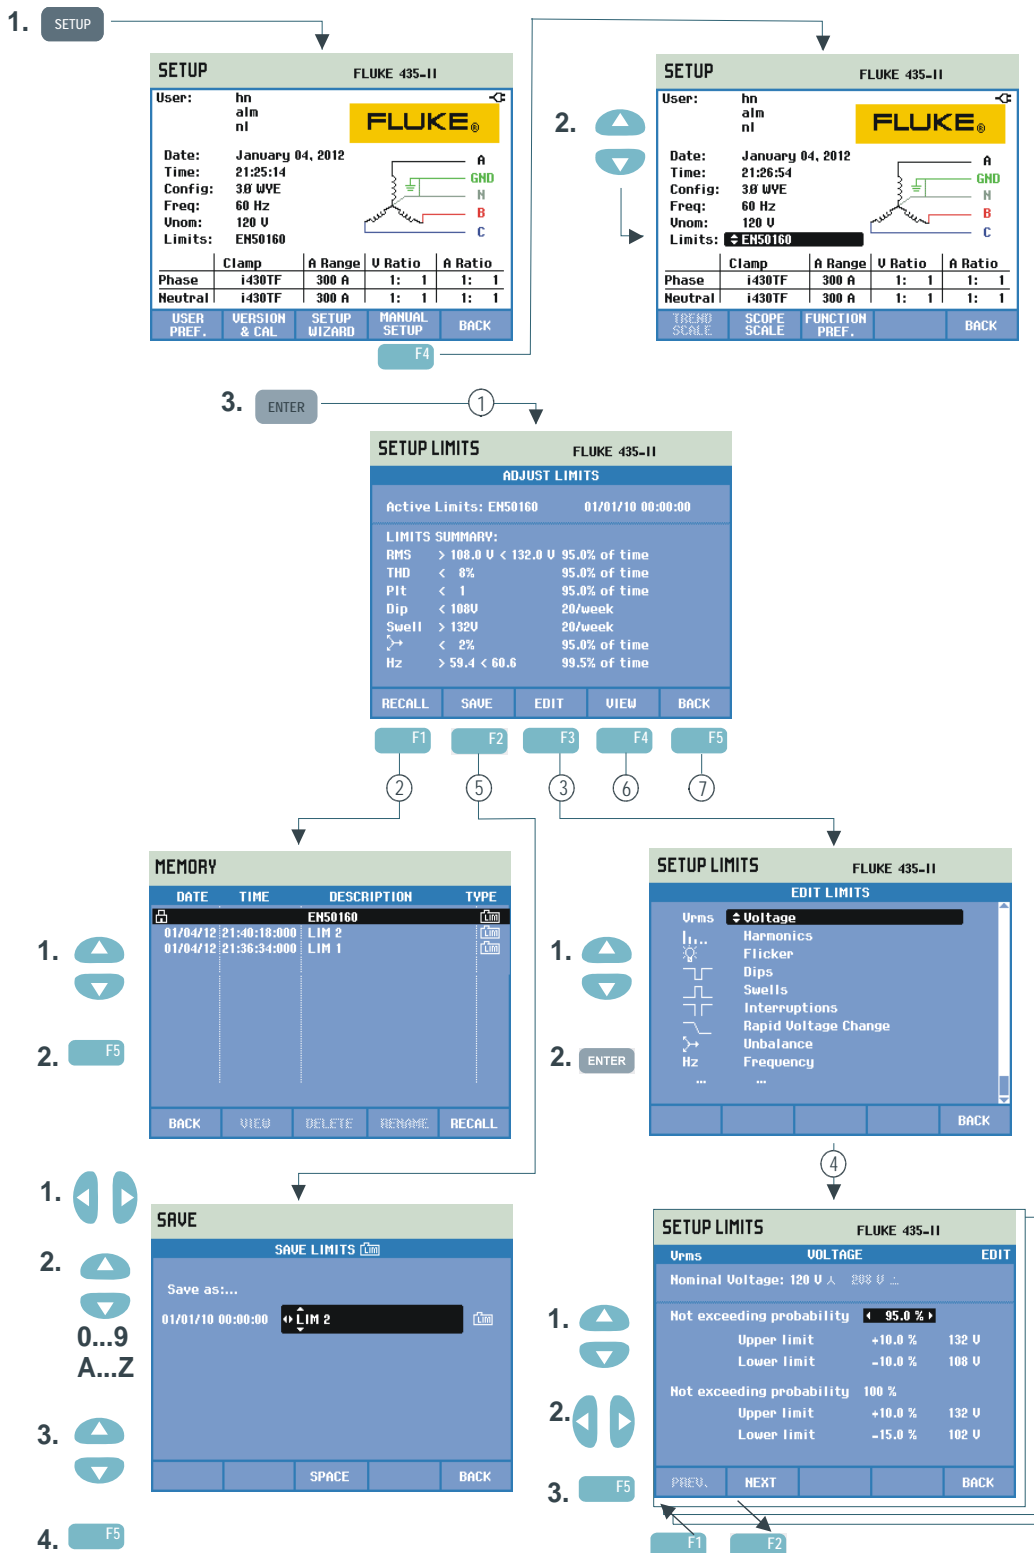 1. SETUP
SETUP FLUKE 435-II
User: hn
alm
nl
FLUKE®
Date: January 04, 2012
Time: 21:25:14
Config: 3Ø WYE
Freq: 60 Hz
Vnom: 120 V
Limits: EN50160
A
GND
N
B
C
Clamp A Range V Ratio A Ratio
Phase i430TF 300 A 1: 1 1: 1
Neutral i430TF 300 A 1: 1 1: 1
USER PREF. VERSION & CAL SETUP WIZARD MANUAL SETUP BACK
F4
2.
SETUP FLUKE 435-II
User: hn
alm
nl
FLUKE®
Date: January 04, 2012
Time: 21:26:54
Config: 3Ø WYE
Freq: 60 Hz
Vnom: 120 V
Limits: EN50160
A
GND
N
B
C
Clamp A Range V Ratio A Ratio
Phase i430TF 300 A 1: 1 1: 1
Neutral i430TF 300 A 1: 1 1: 1
TREND SCALE SCOPE SCALE FUNCTION PREF. BACK
3. ENTER 1
SETUP LIMITS FLUKE 435-II
ADJUST LIMITS
Active Limits: EN50160 01/01/10 00:00:00
LIMITS SUMMARY:
RMS > 108.0 V < 132.0 V 95.0% of time
THD < 8% 95.0% of time
Plt < 1 95.0% of time
Dip < 108V 20/week
Swell > 132V 20/week
< 2% 95.0% of time
Hz > 59.4 < 60.6 99.5% of time
RECALL SAVE EDIT VIEW BACK
F1 F2 F3 F4 F5
2 5 3 6 7
MEMORY
DATE TIME DESCRIPTION TYPE
EN50160 Lim
01/04/12 21:40:18:000 LIM 2 Lim
01/04/12 21:36:34:000 LIM 1 Lim
BACK VIEW DELETE RENAME RECALL
1.
2. F5
SETUP LIMITS FLUKE 435-II
EDIT LIMITS
Vrms Voltage
Harmonics
Flicker
Dips
Swells
Interruptions
Rapid Voltage Change
Unbalance
Hz Frequency
... ...
BACK
1.
2. ENTER
4
1.
2.
0...9
A...Z
3.
4. F5
SAVE
SAVE LIMITS Lim
Save as:...
01/01/10 00:00:00 LIM 2 Lim
SPACE BACK
1.
2.
3. F5
SETUP LIMITS FLUKE 435-II
Vrms VOLTAGE EDIT
Nominal Voltage: 120 V 208 V
Not exceeding probability 95.0 %
Upper limit +10.0 % 132 V
Lower limit -10.0 % 108 V
Not exceeding probability 100 %
Upper limit +10.0 % 132 V
Lower limit -15.0 % 102 V
PREV. NEXT BACK
F1 F2